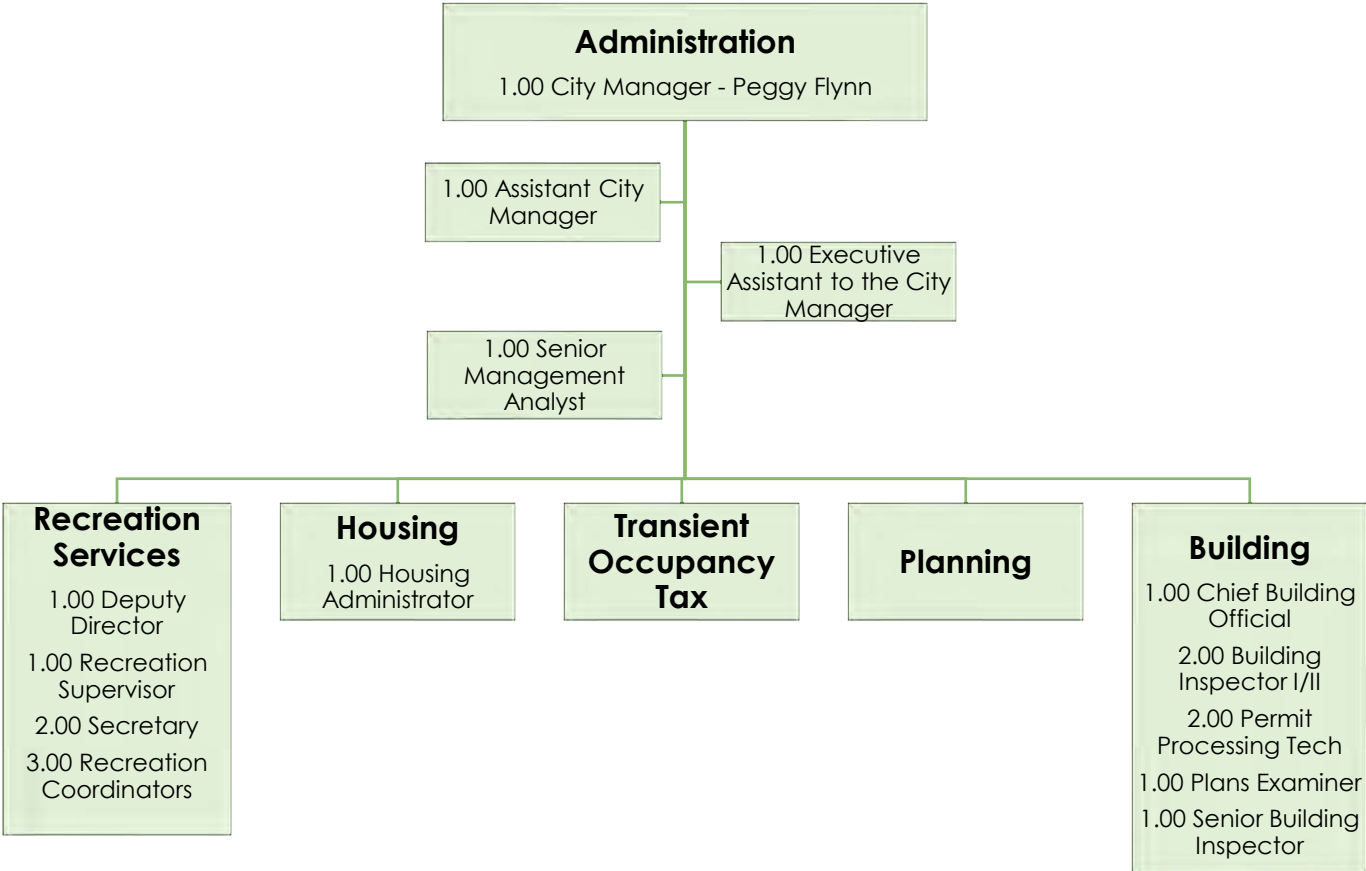 Administration
1.00 City Manager - Peggy Flynn
1.00 Assistant City
Manager
1.00 Executive
Assistant to the City
Manager
1.00 Senior
Management
Analyst
Recreation
Services
1.00 Deputy
Director
1.00 Recreation
Supervisor
2.00 Secretary
3.00 Recreation
Coordinators
Housing
1.00 Housing
Administrator
Transient
Occupancy
Tax
Planning
Building
1.00 Chief Building
Official
2.00 Building
Inspector I/II
2.00 Permit
Processing Tech
1.00 Plans Examiner
1.00 Senior Building
Inspector